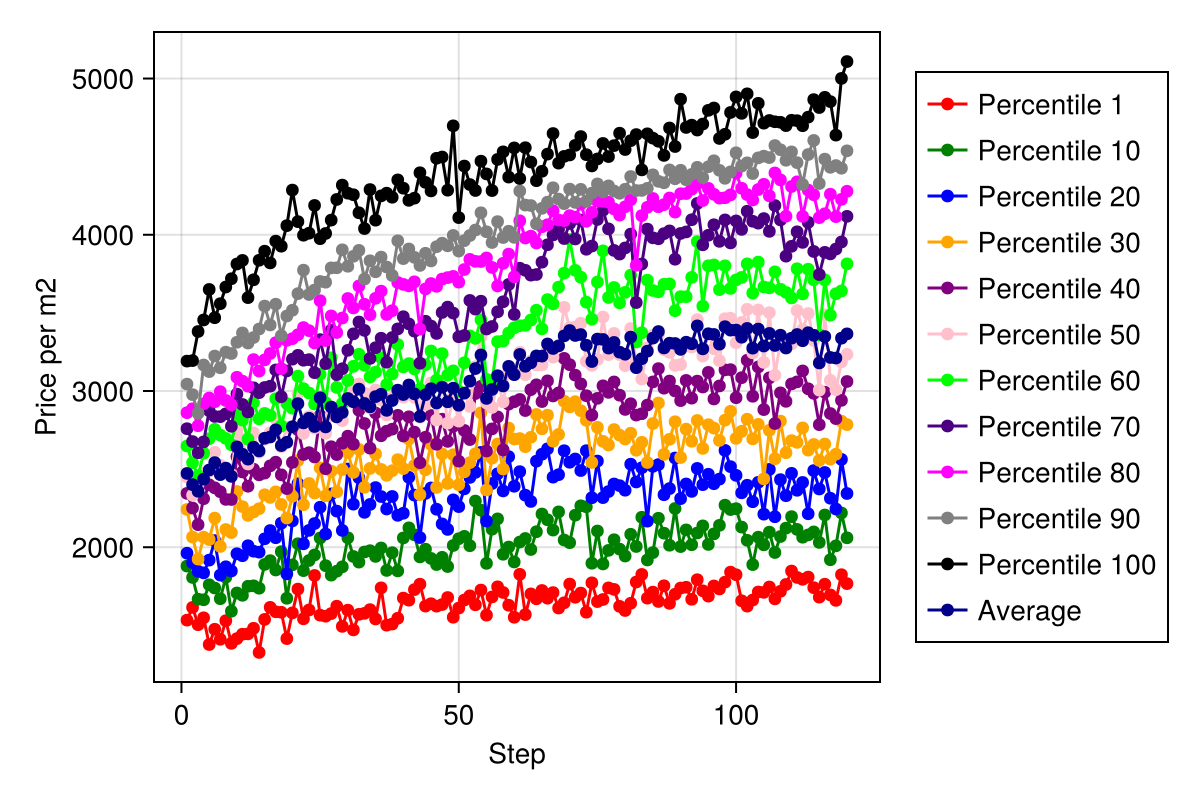 Price per m2
5000
4000
3000
2000
0
50
100
Step
Percentile 1
Percentile 10
Percentile 20
Percentile 30
Percentile 40
Percentile 50
Percentile 60
Percentile 70
Percentile 80
Percentile 90
Percentile 100
Average